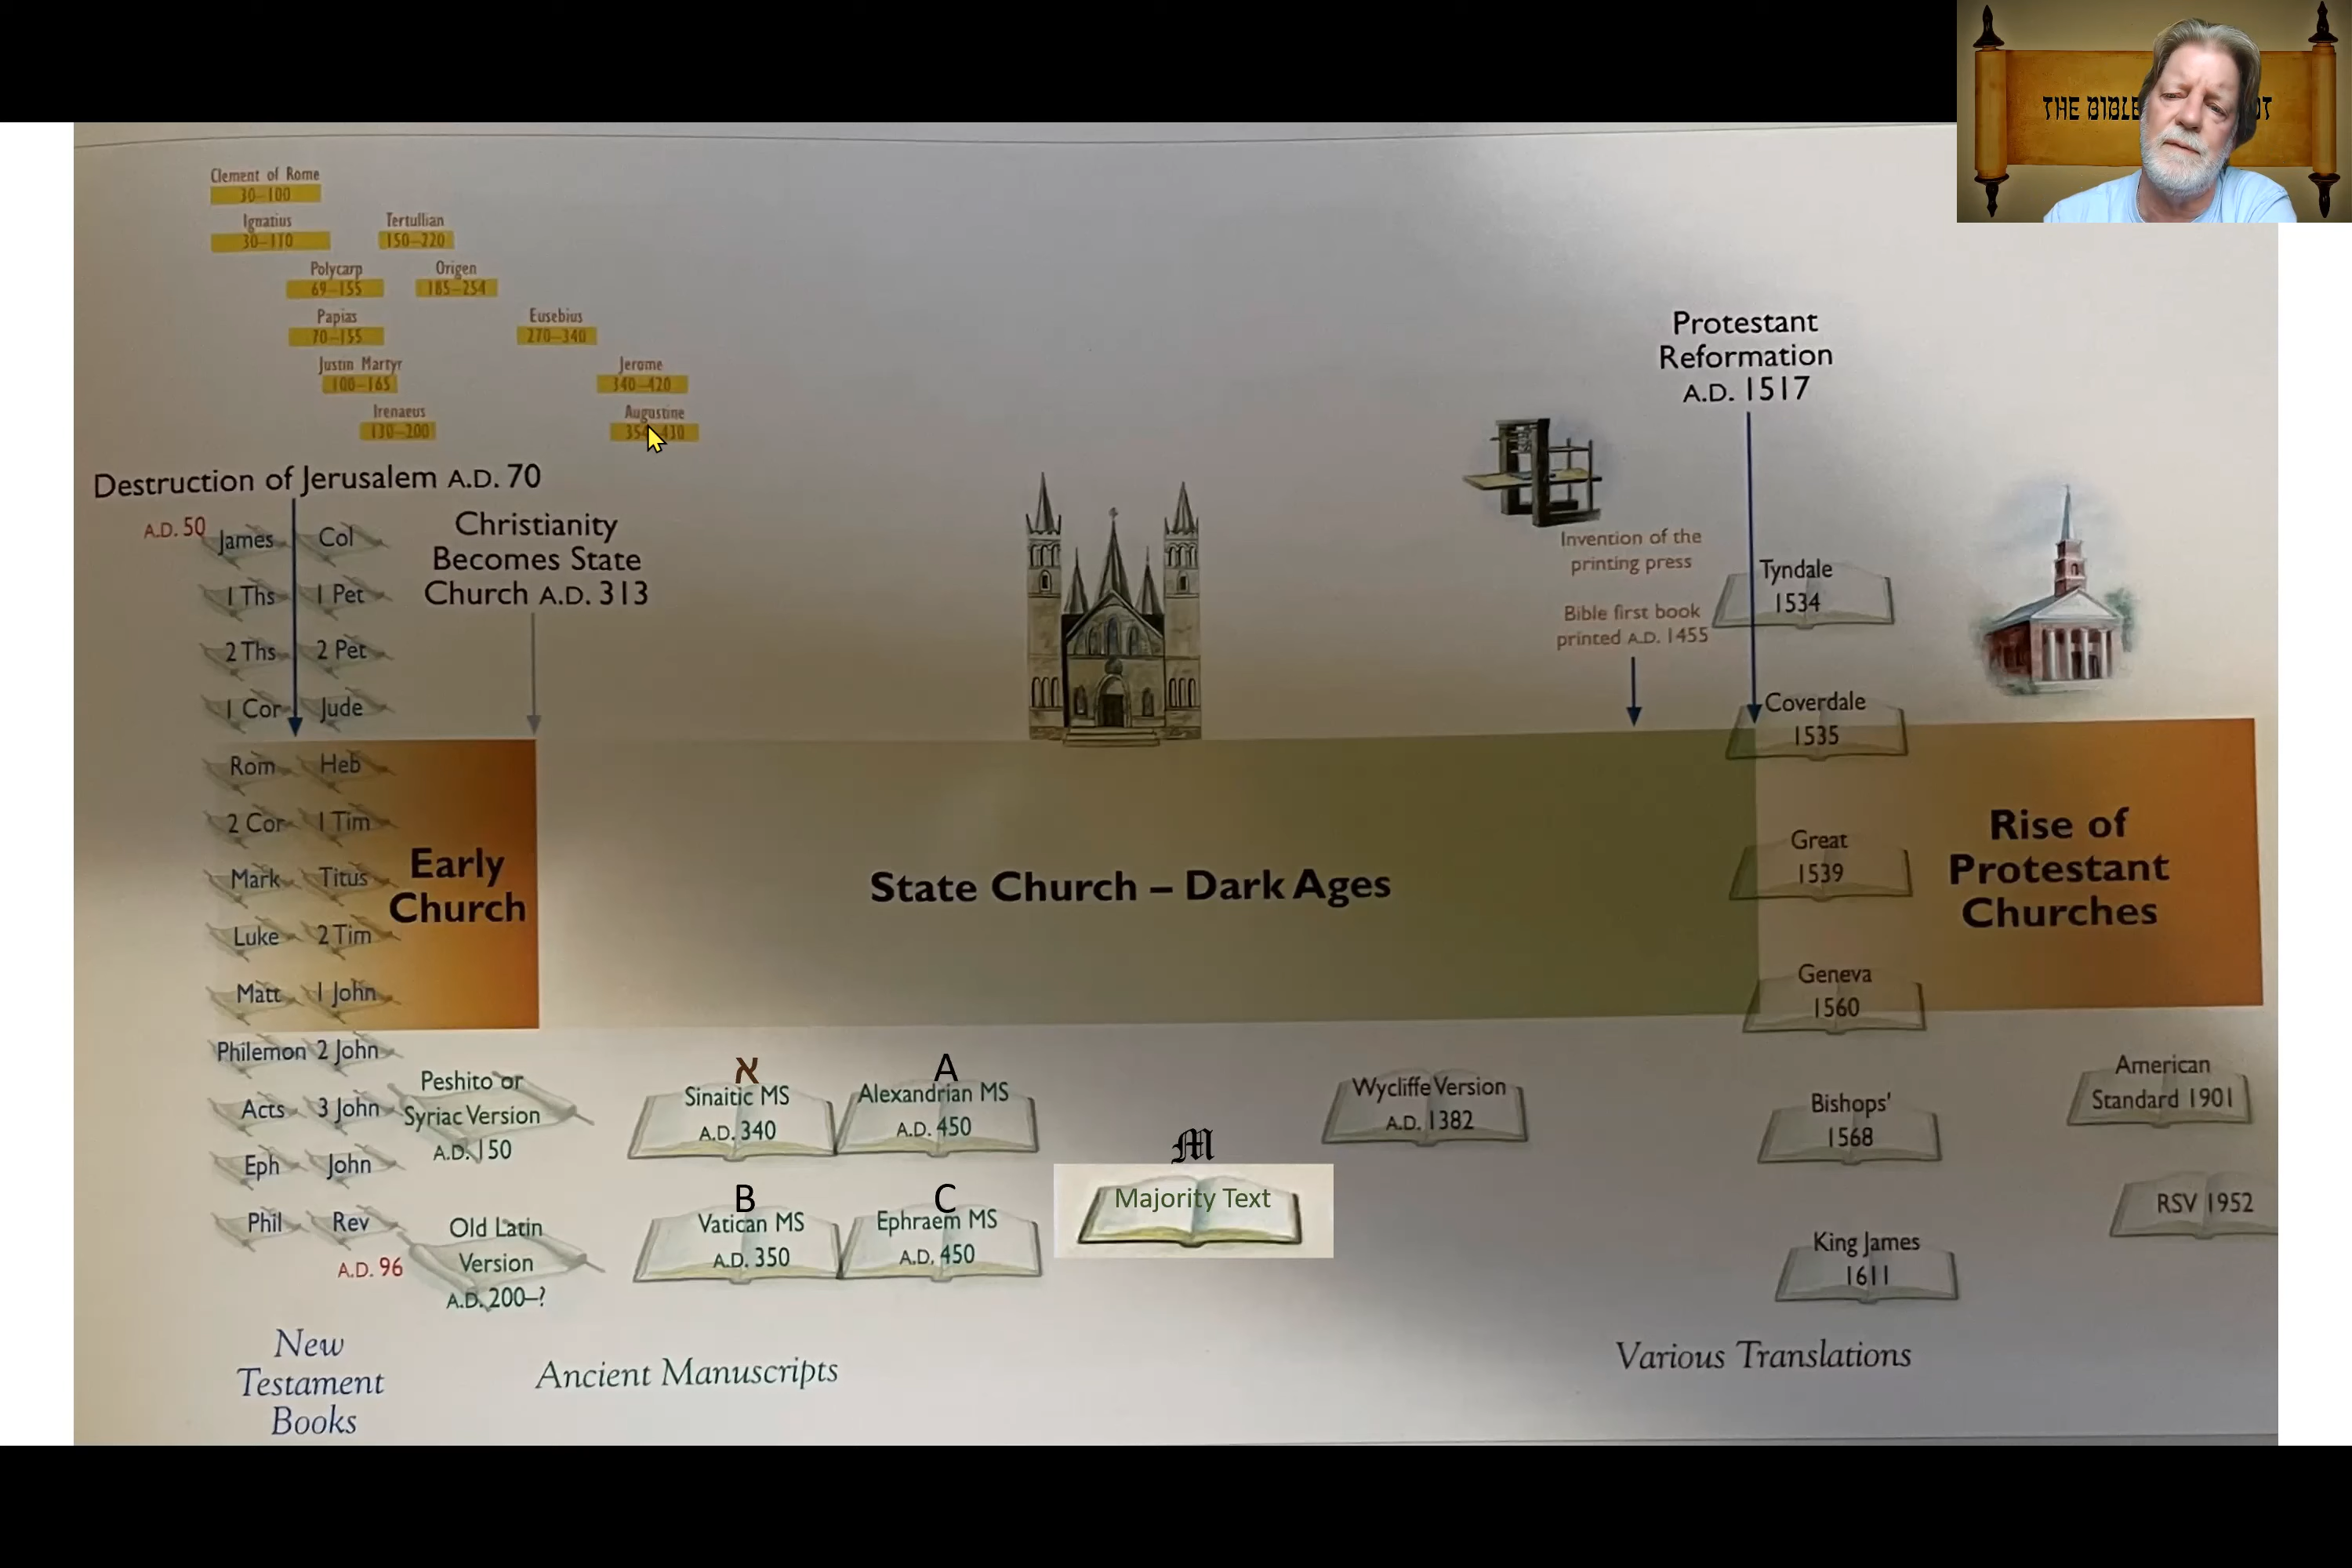 THE BIBLE
Clement of Rome
30–100
Ignatius
30–110
Tertullian
150–220
Polycarp
69–155
Origen
185–254
Papias
70–155
Eusebius
270–340
Justin Martyr
100–165
Jerome
340–420
Irenaeus
130–200
Augustine
354–430
Destruction of Jerusalem A.D. 70
Christianity
Becomes State
Church A.D. 313
Protestant
Reformation
A.D. 1517
Invention of the
printing press
Bible first book
printed A.D. 1455
A.D. 50
James
Col
1 Ths
1 Pet
2 Ths
2 Pet
1 Cor
Jude
Rom
Heb
2 Cor
1 Tim
Mark
Titus
Luke
2 Tim
Matt
1 John
Philemon
2 John
Acts
3 John
Eph
John
Phil
Rev
A.D. 96
Early
Church
State Church – Dark Ages
Rise of
Protestant
Churches
Tyndale
1534
Coverdale
1535
Great
1539
Geneva
1560
Bishops'
1568
King James
1611
American
Standard 1901
RSV 1952
Peshito or
Syriac Version
A.D. 150
Old Latin
Version
A.D. 200–?
א
Sinaitic MS
A.D. 340
A
Alexandrian MS
A.D. 450
B
Vatican MS
A.D. 350
C
Ephraem MS
A.D. 450
𝔐
Majority Text
Wycliffe Version
A.D. 1382
New
Testament
Books
Ancient Manuscripts
Various Translations